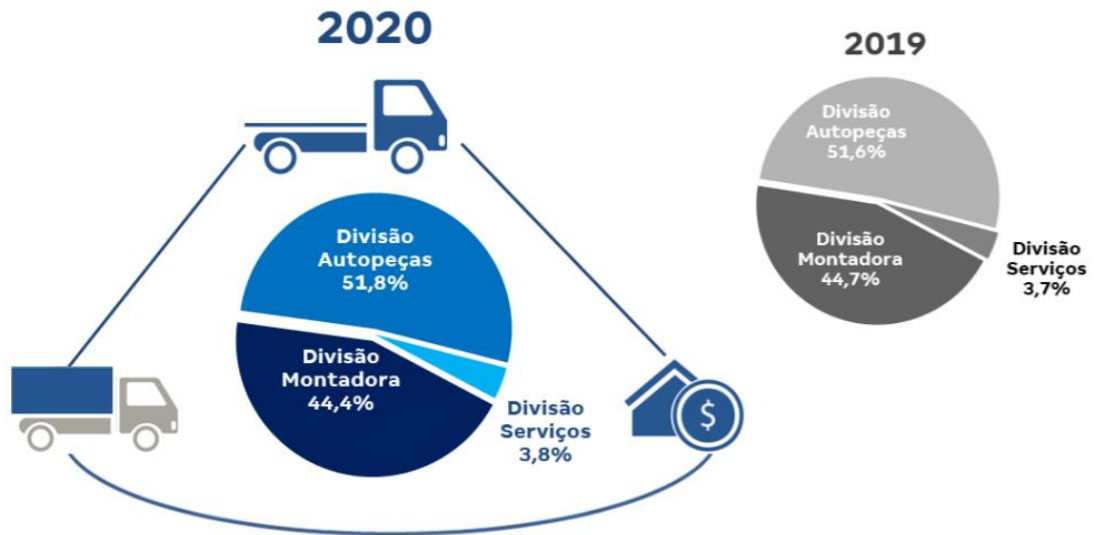 2020
Divisão
Autopeças
51,8%
Divisão
Montadora
44,4%
Divisão
Serviços
3,8%
$
2019
Divisão
Autopeças
51,6%
Divisão
Montadora
44,7%
Divisão
Serviços
3,7%